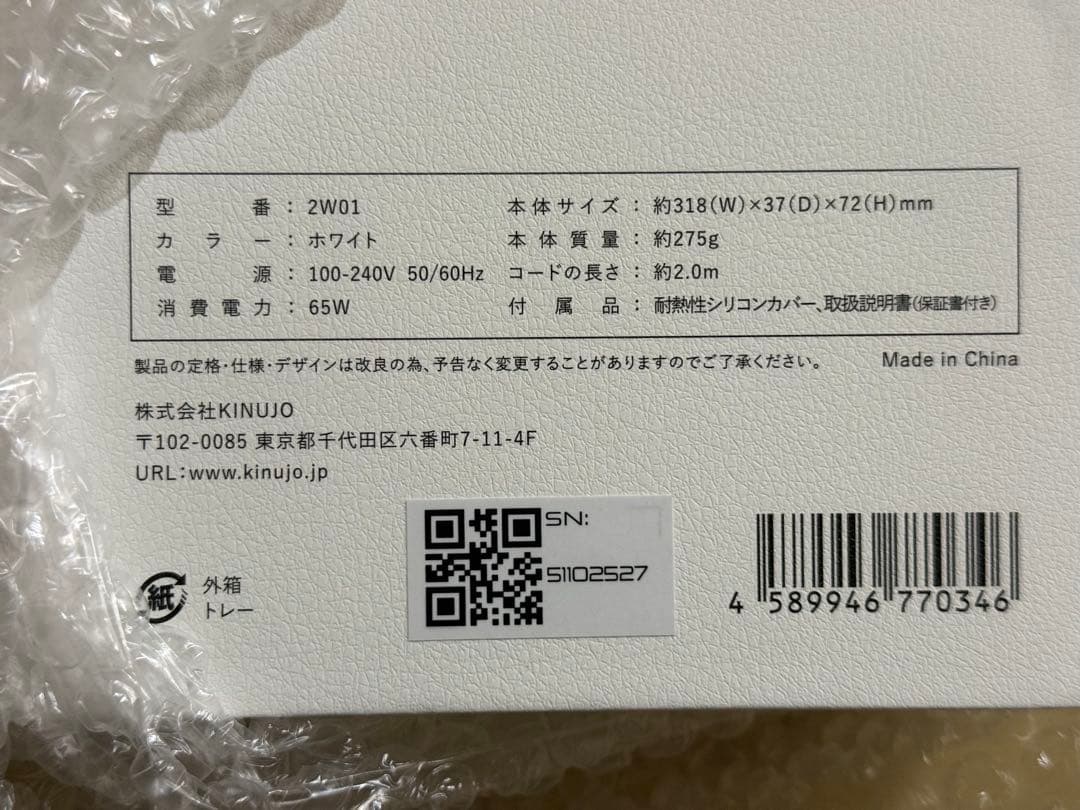 型番：2W01
カラー：ホワイト
電源：100-240V 50/60Hz
消費電力：65W
本体サイズ：約318(W)×37(D)×72(H)mm
本体質量：約275g
コードの長さ：約2.0m
付属品：耐熱性シリコンカバー、取扱説明書(保証書付き)
製品の定格・仕様・デザインは改良の為、予告なく変更することがありますのでご了承ください。
Made in China
株式会社KINUJO
〒102-0085 東京都千代田区六番町7-11-4F
URL：www.kinujo.jp
紙
外箱
トレー
SN:
51102527
4 589946 770346